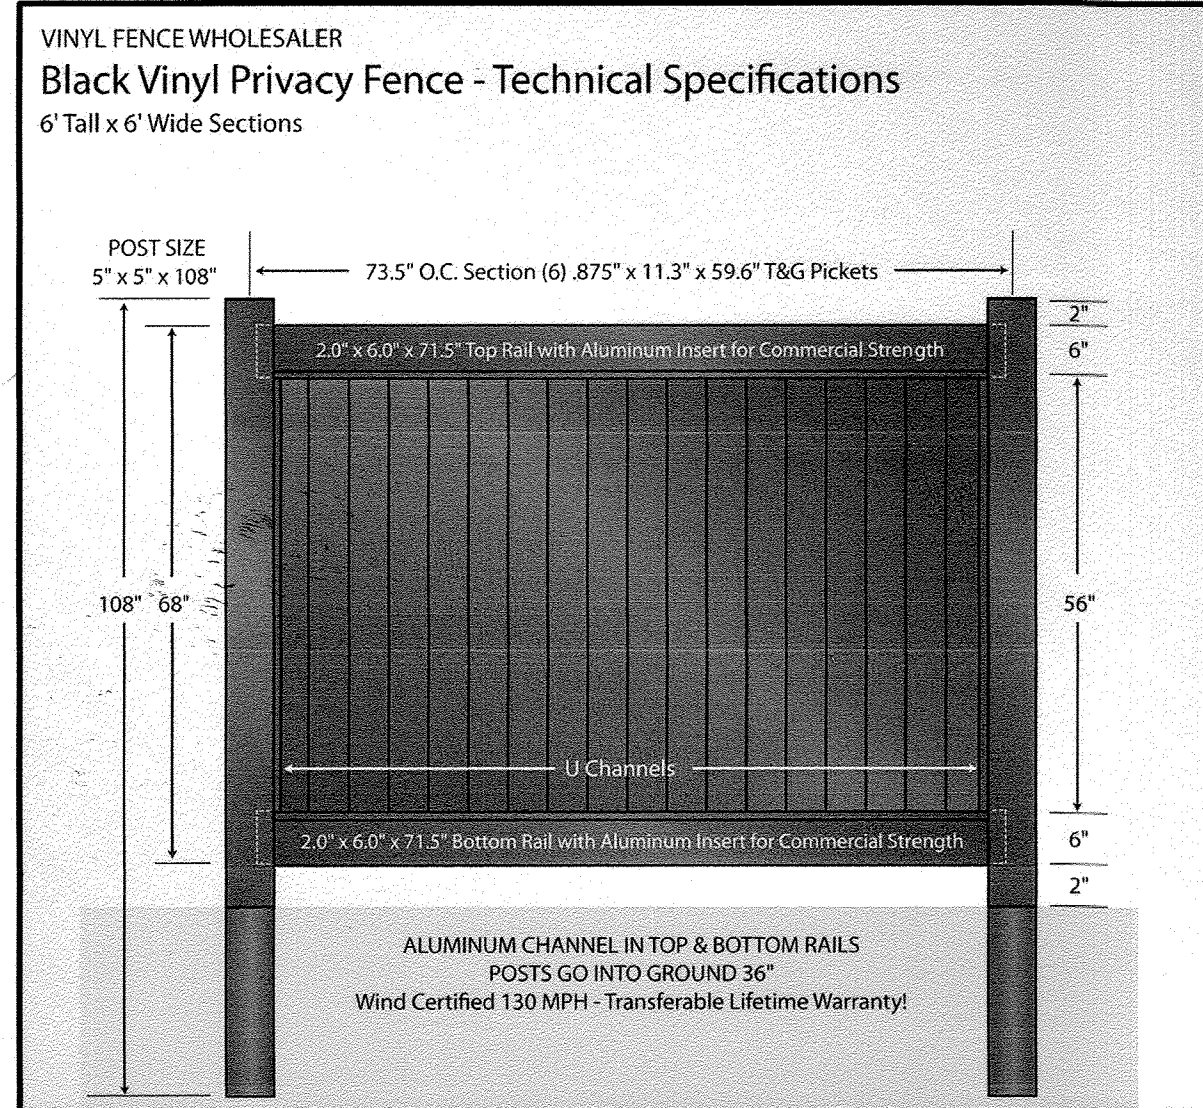 VINYL FENCE WHOLESALER
Black Vinyl Privacy Fence - Technical Specifications
6' Tall x 6' Wide Sections
POST SIZE
5" x 5" x 108"
73.5" O.C. Section (6) .875" x 11.3" x 59.6" T&G Pickets
2"
2.0" x 6.0" x 71.5" Top Rail with Aluminum Insert for Commercial Strength
6"
108"
68"
56"
U Channels
2.0" x 6.0" x 71.5" Bottom Rail with Aluminum Insert for Commercial Strength
6"
2"
ALUMINUM CHANNEL IN TOP & BOTTOM RAILS
POSTS GO INTO GROUND 36"
Wind Certified 130 MPH - Transferable Lifetime Warranty!